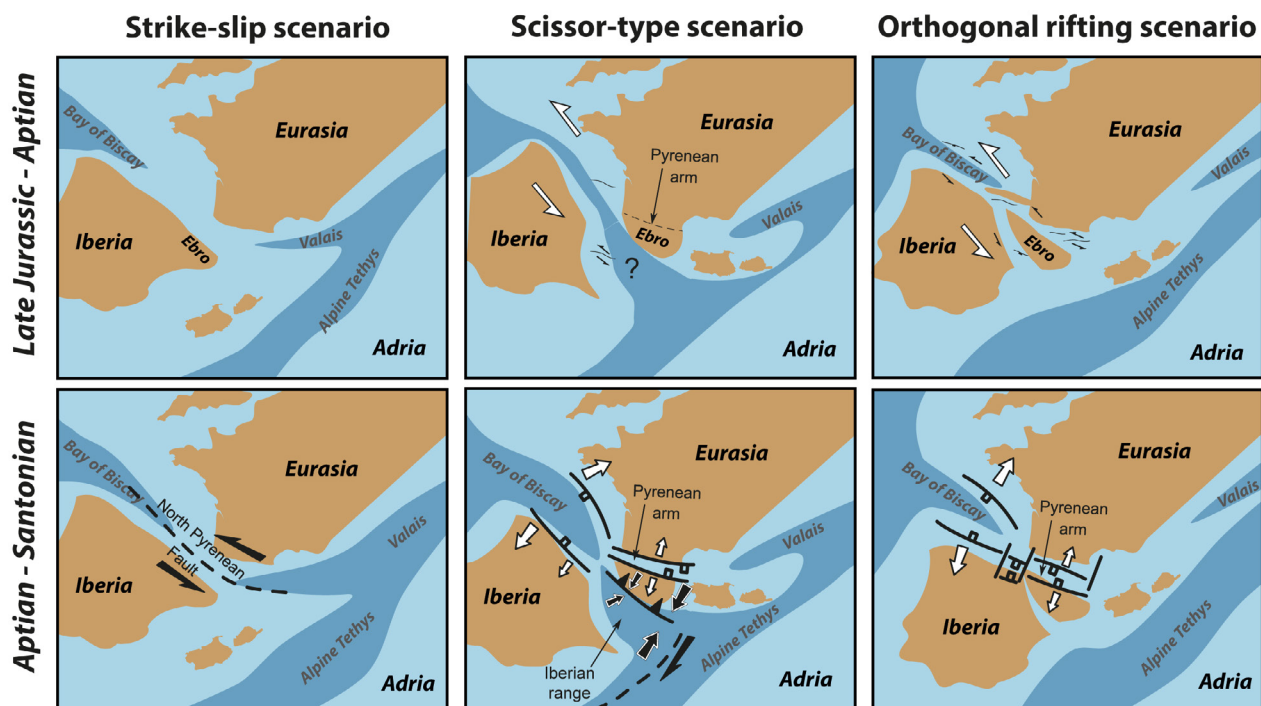 Strike-slip scenario
Scissor-type scenario
Orthogonal rifting scenario
Late Jurassic - Aptian
Bay of Biscay
Eurasia
Iberia
Ebro
Valais
Alpine Tethys
Adria
Eurasia
Pyrenean
arm
Iberia
Ebro
Valais
?
Adria
Eurasia
Bay of Biscay
Valais
Iberia
Ebro
Alpine Tethys
Adria
Aptian - Santonian
Bay of Biscay
Eurasia
North Pyrenean
Fault
Valais
Iberia
Alpine Tethys
Adria
Bay of Biscay
Eurasia
Pyrenean
arm
Valais
Iberia
Alpine Tethys
Iberian
range
Adria
Eurasia
Bay of Biscay
Pyrenean
arm
Valais
Iberia
Alpine Tethys
Adria